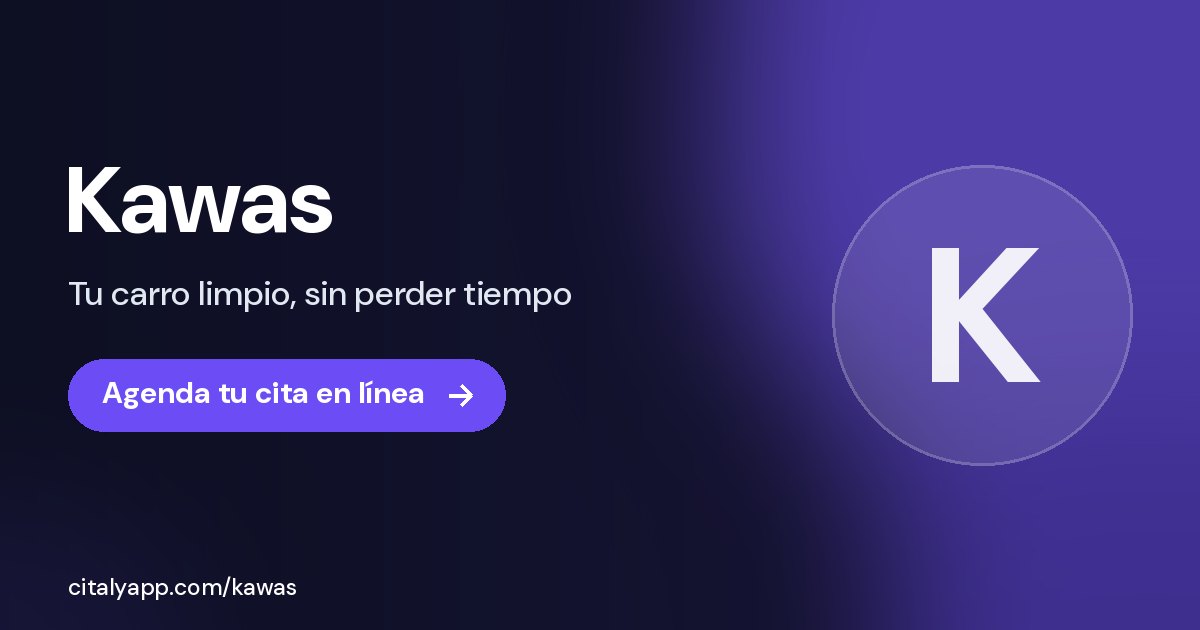 Kawas
Tu carro limpio, sin perder tiempo
Agenda tu cita en línea →
K
citalyapp.com/kawas